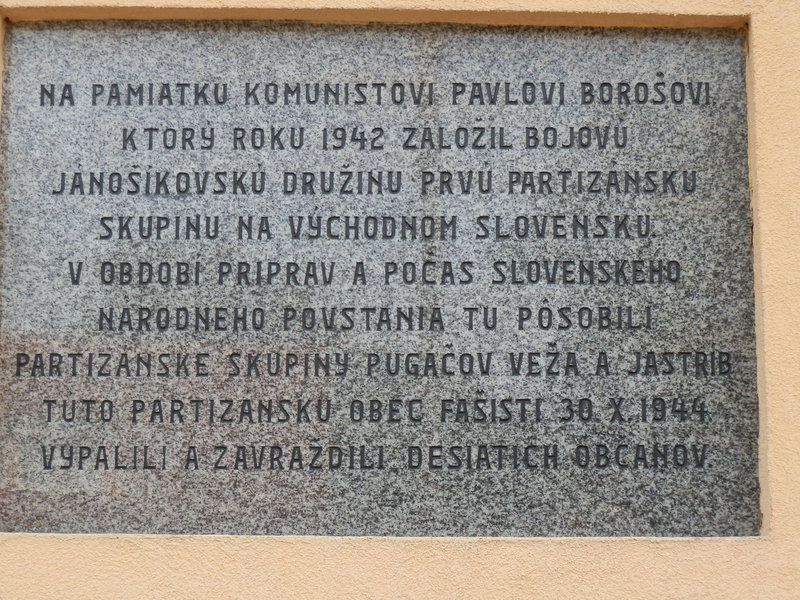 NA PAMIATKU KOMUNISTOVI PAVLOVI BOROŠOVI,
KTORÝ ROKU 1942 ZALOŽIL BOJOVÚ
JÁNOŠÍKOVSKÚ DRUŽINU PRVÚ PARTIZÁNSKU
SKUPINU NA VÝCHODNOM SLOVENSKU.
V OBDOBÍ PRÍPRAV A POČAS SLOVENSKÉHO
NÁRODNÉHO POVSTANIA TU PÔSOBILI
PARTIZÁNSKE SKUPINY PUGAČOV VEŽA A JASTRIB
TÚTO PARTIZÁNSKU OBEC FAŠISTI 30. X. 1944
VYPÁLILI A ZAVRAŽDILI DESIATICH OBČANOV.